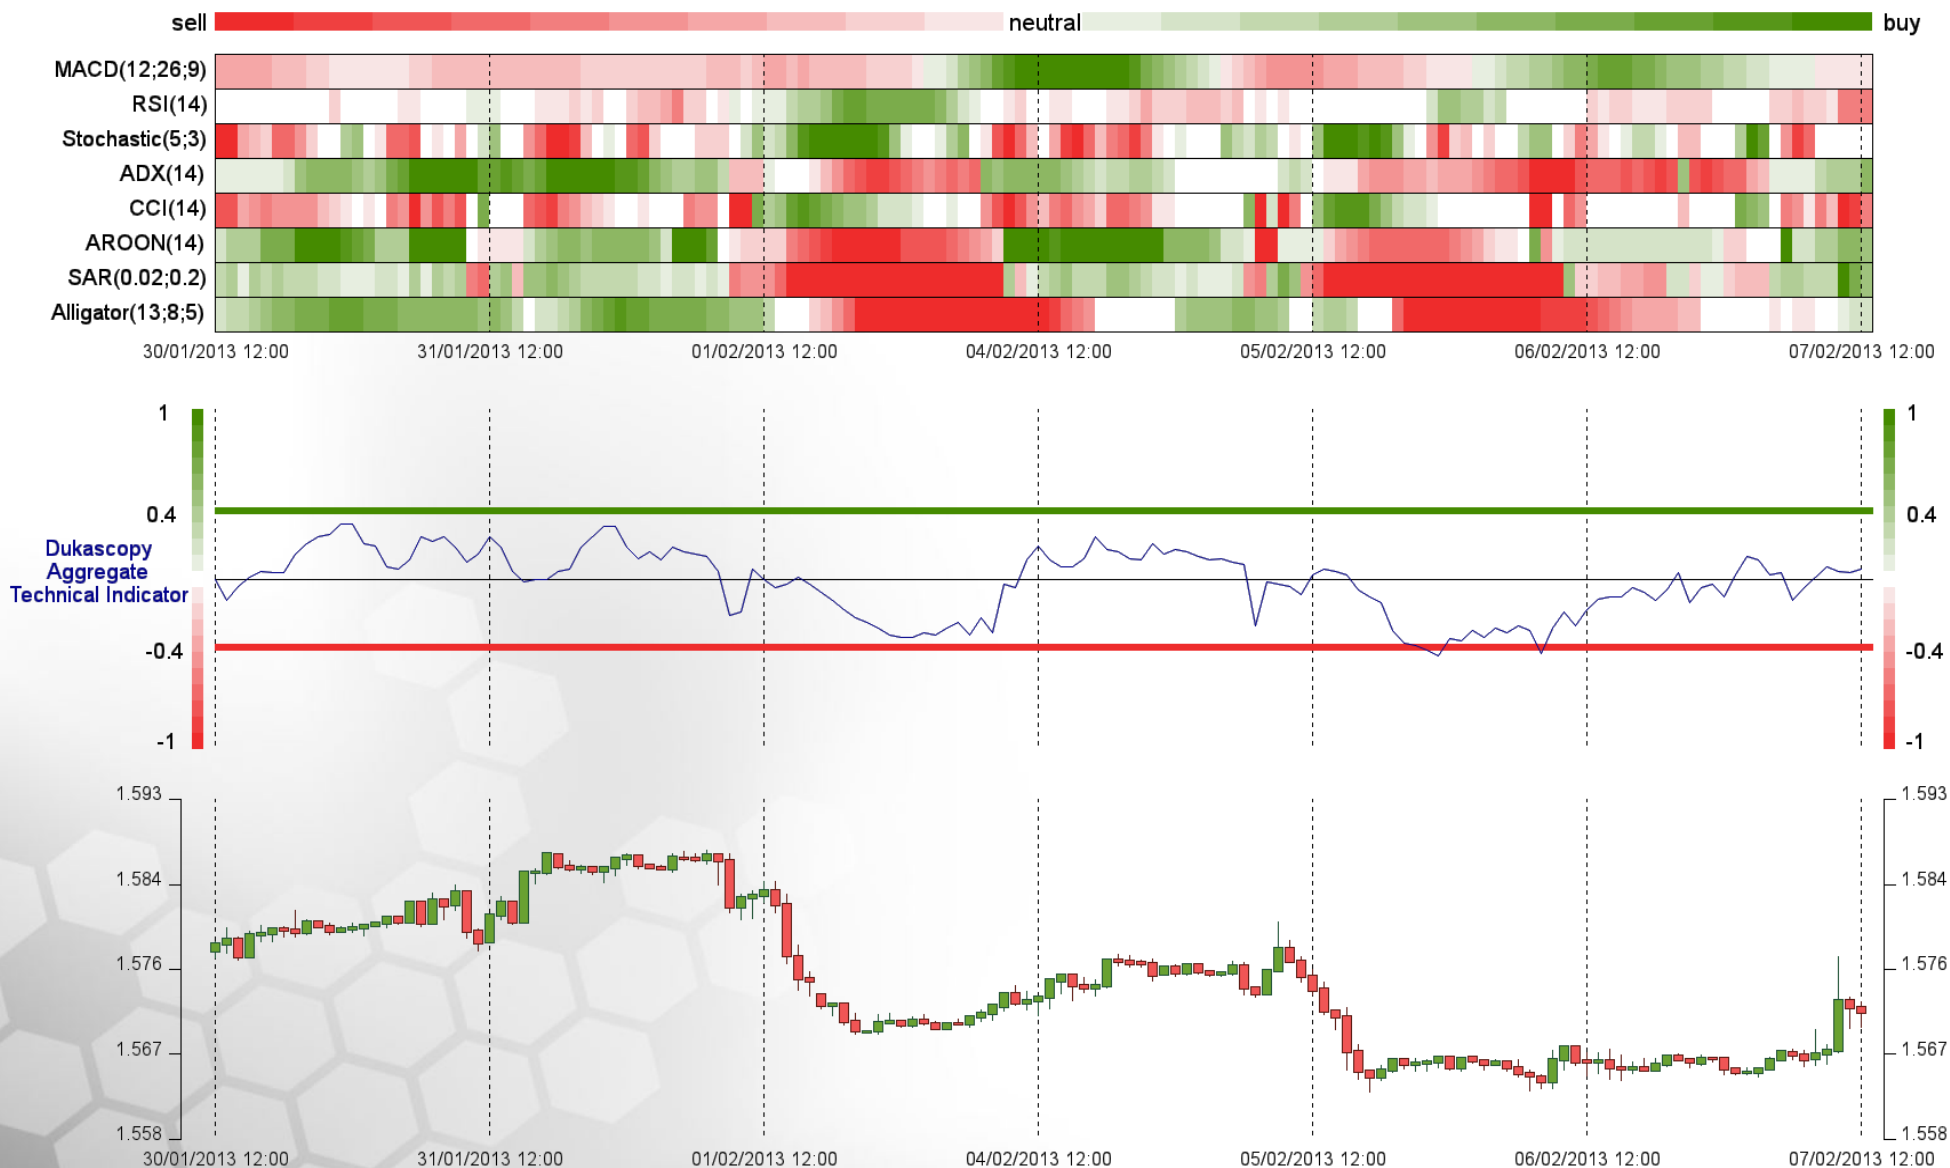 sell neutral buy
MACD(12;26;9)
RSI(14)
Stochastic(5;3)
ADX(14)
CCI(14)
AROON(14)
SAR(0.02;0.2)
Alligator(13;8;5)
30/01/2013 12:00 31/01/2013 12:00 01/02/2013 12:00 04/02/2013 12:00 05/02/2013 12:00 06/02/2013 12:00 07/02/2013 12:00
1 1
0.4 0.4
Dukascopy
Aggregate
Technical Indicator
-0.4 -0.4
-1 -1
1.593 1.593
1.584 1.584
1.576 1.576
1.567 1.567
1.558 1.558
30/01/2013 12:00 31/01/2013 12:00 01/02/2013 12:00 04/02/2013 12:00 05/02/2013 12:00 06/02/2013 12:00 07/02/2013 12:00